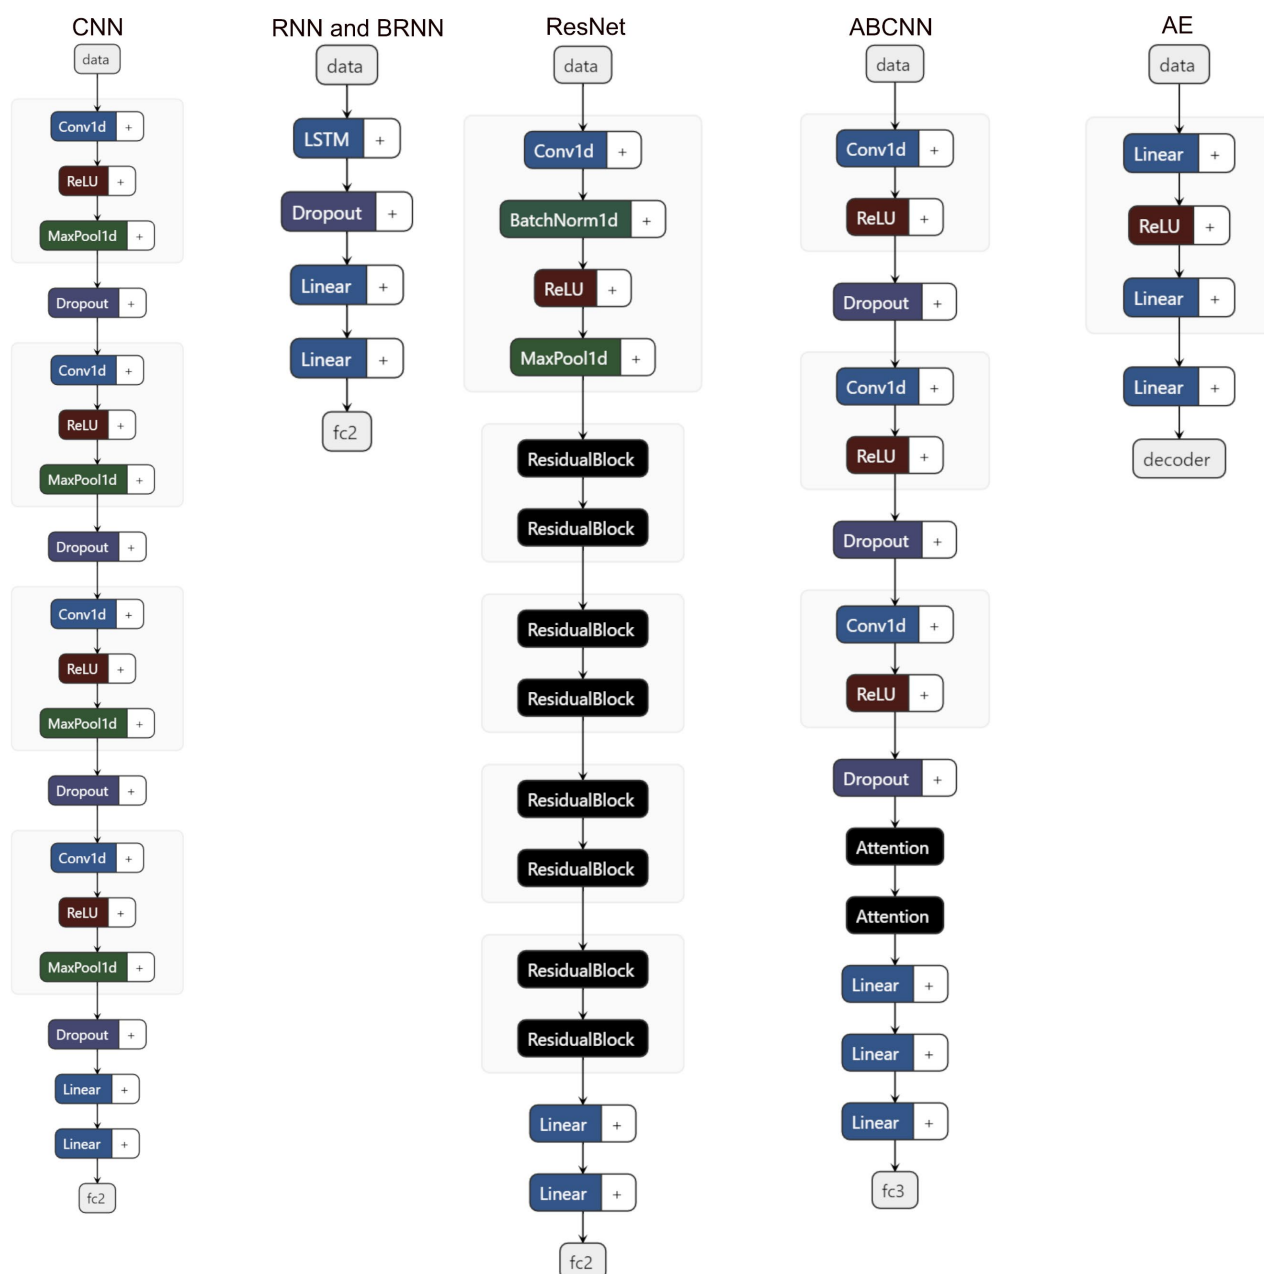 CNN
data
Conv1d +
ReLU +
MaxPool1d +
Dropout +
Conv1d +
ReLU +
MaxPool1d +
Dropout +
Conv1d +
ReLU +
MaxPool1d +
Dropout +
Conv1d +
ReLU +
MaxPool1d +
Dropout +
Linear +
Linear +
fc2
RNN and BRNN
data
LSTM +
Dropout +
Linear +
Linear +
fc2
ResNet
data
Conv1d +
BatchNorm1d +
ReLU +
MaxPool1d +
ResidualBlock
ResidualBlock
ResidualBlock
ResidualBlock
ResidualBlock
ResidualBlock
ResidualBlock
ResidualBlock
Linear +
Linear +
fc2
ABCNN
data
Conv1d +
ReLU +
Dropout +
Conv1d +
ReLU +
Dropout +
Conv1d +
ReLU +
Dropout +
Attention
Attention
Linear +
Linear +
Linear +
fc3
AE
data
Linear +
ReLU +
Linear +
Linear +
decoder